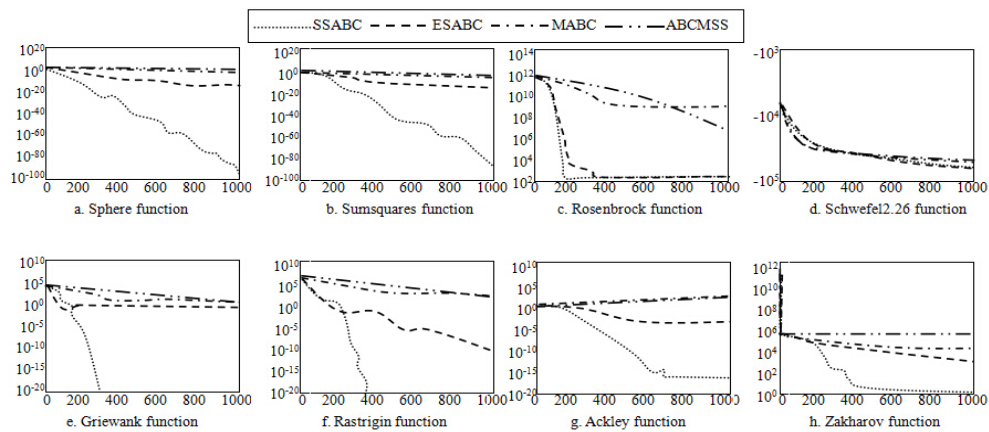 SSABC ESABC MABC ABCMSS
10^20 10^0 10^-20 10^-40 10^-60 10^-80 10^-100
0 200 400 600 800 1000
a. Sphere function
10^20 10^0 10^-20 10^-40 10^-60 10^-80 10^-100
0 200 400 600 800 1000
b. Sumsquares function
10^14 10^12 10^10 10^8 10^6 10^4 10^2
0 200 400 600 800 1000
c. Rosenbrock function
-10^3 -10^4 -10^5
0 200 400 600 800 1000
d. Schwefel2.26 function
10^10 10^5 10^0 10^-5 10^-10 10^-15 10^-20
0 200 400 600 800 1000
e. Griewank function
10^10 10^5 10^0 10^-5 10^-10 10^-15 10^-20
0 200 400 600 800 1000
f. Rastrigin function
10^10 10^5 10^0 10^-5 10^-10 10^-15 10^-20
0 200 400 600 800 1000
g. Ackley function
10^12 10^10 10^8 10^6 10^4 10^2 10^0
0 200 400 600 800 1000
h. Zakharov function